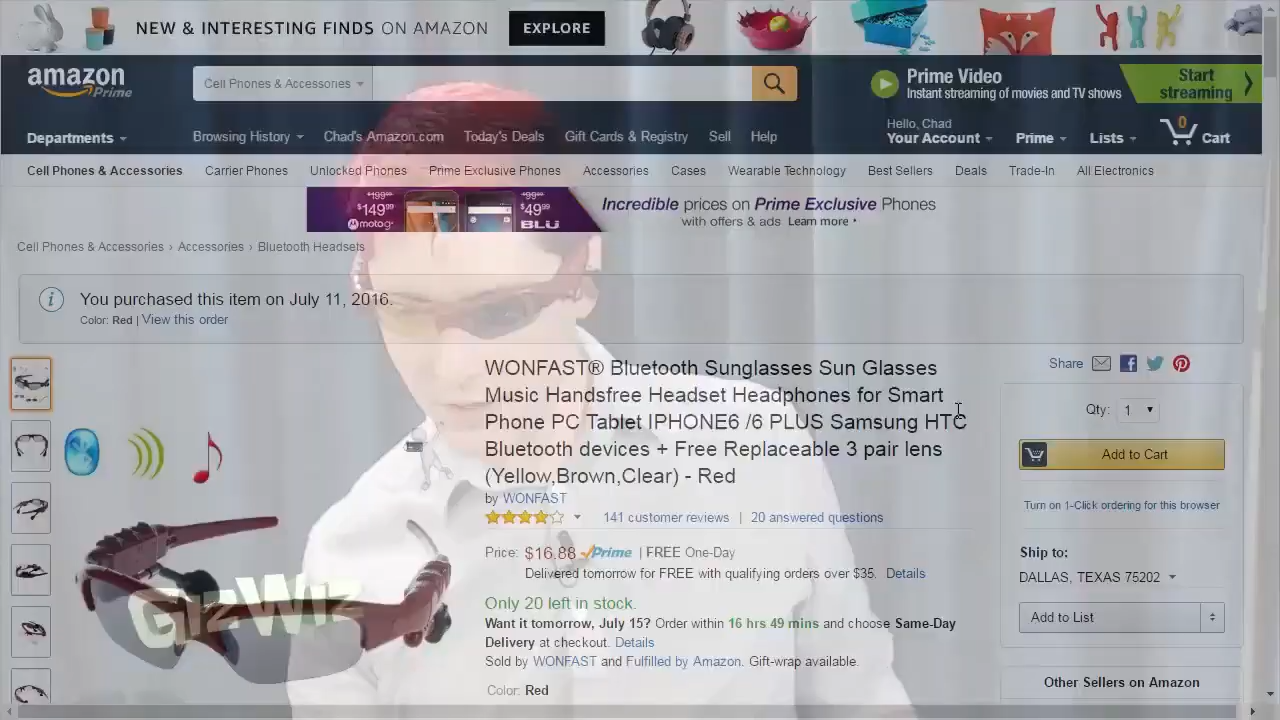 NEW & INTERESTING FINDS ON AMAZON
EXPLORE
amazon
Prime
Cell Phones & Accessories
Prime Video
Instant streaming of movies and TV shows
Start
streaming
Departments
Browsing History
Chad's Amazon.com
Today's Deals
Gift Cards & Registry
Sell
Help
Hello, Chad
Your Account
Prime
Lists
0
Cart
Cell Phones & Accessories
Carrier Phones
Unlocked Phones
Prime Exclusive Phones
Accessories
Cases
Wearable Technology
Best Sellers
Deals
Trade-In
All Electronics
$199⁹⁹
$149⁹⁹
motog
$99⁹⁹
$49⁹⁹
BLU
Incredible prices on Prime Exclusive Phones
with offers & ads Learn more
Cell Phones & Accessories › Accessories › Bluetooth Headsets
You purchased this item on July 11, 2016.
Color: Red | View this order
WONFAST® Bluetooth Sunglasses Sun Glasses
Music Handsfree Headset Headphones for Smart
Phone PC Tablet IPHONE6 /6 PLUS Samsung HTC
Bluetooth devices + Free Replaceable 3 pair lens
(Yellow,Brown,Clear) - Red
by WONFAST
141 customer reviews | 20 answered questions
Price: $16.88 Prime | FREE One-Day
Delivered tomorrow for FREE with qualifying orders over $35. Details
Only 20 left in stock.
Want it tomorrow, July 15? Order within 16 hrs 49 mins and choose Same-Day
Delivery at checkout. Details
Sold by WONFAST and Fulfilled by Amazon. Gift-wrap available.
Color: Red
Share
Qty: 1
Add to Cart
Turn on 1-Click ordering for this browser
Ship to:
DALLAS, TEXAS 75202
Add to List
Other Sellers on Amazon
GizWiz